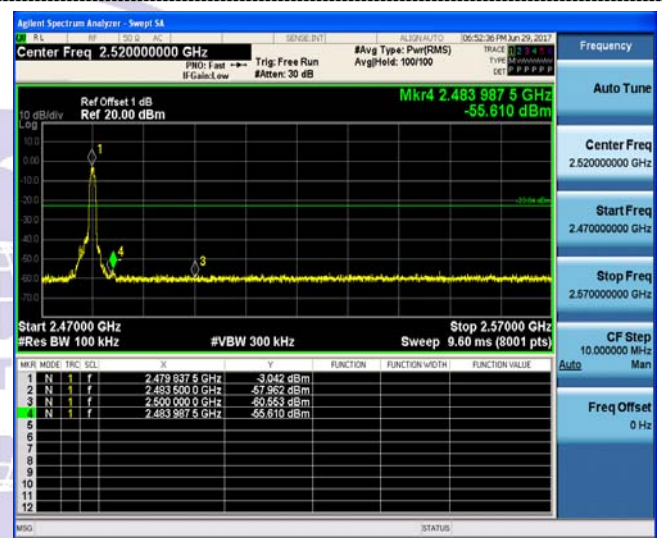 Agilent Spectrum Analyzer - Swept SA
RL RF 50 Ω AC SENSE:INT ALIGN AUTO 06:52:36 PM Jun 29, 2017
Center Freq 2.520000000 GHz
PNO: Fast Trig: Free Run
IFGain:Low #Atten: 30 dB
#Avg Type: Pwr(RMS)
Avg|Hold: 100/100
TRACE 1 2 3 4 5 6
TYPE M
DET P P P P P P
Ref Offset 1 dB
10 dB/div Ref 20.00 dBm
Log
Mkr4 2.483 987 5 GHz
-55.610 dBm
10.0
0.00
-10.0
-20.0
-30.0
-40.0
-50.0
-60.0
-70.0
1
4
3
Start 2.47000 GHz Stop 2.57000 GHz
#Res BW 100 kHz #VBW 300 kHz Sweep 9.60 ms (8001 pts)
MKR MODE TRC SCL X Y FUNCTION FUNCTION WIDTH FUNCTION VALUE
1 N 1 f 2.479 837 5 GHz -3.042 dBm
2 N 1 f 2.483 500 0 GHz -57.962 dBm
3 N 1 f 2.500 000 0 GHz -60.553 dBm
4 N 1 f 2.483 987 5 GHz -55.610 dBm
5
6
7
8
9
10
11
12
MSG STATUS
Frequency
Auto Tune
Center Freq
2.520000000 GHz
Start Freq
2.470000000 GHz
Stop Freq
2.570000000 GHz
CF Step
10.000000 MHz
Auto Man
Freq Offset
0 Hz